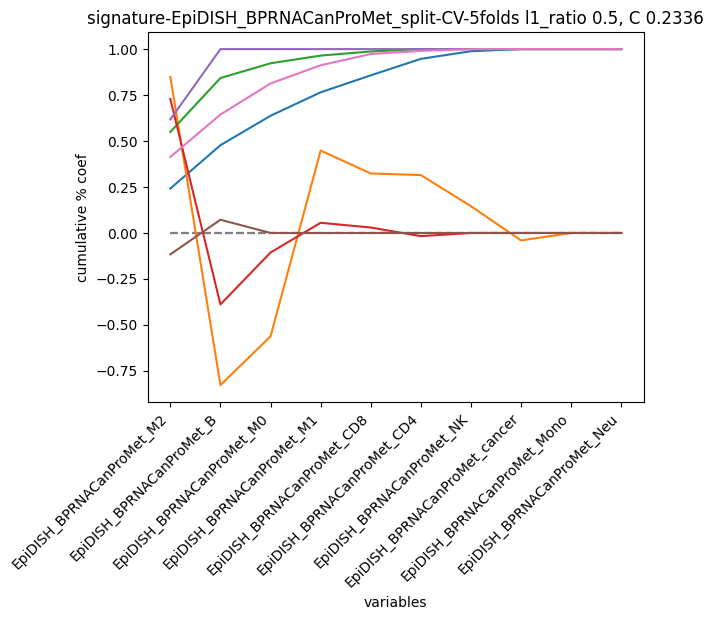 signature-EpiDISH_BPRNACanProMet_split-CV-5folds l1_ratio 0.5, C 0.2336
cumulative % coef
1.00
0.75
0.50
0.25
0.00
−0.25
−0.50
−0.75
EpiDISH_BPRNACanProMet_M2
EpiDISH_BPRNACanProMet_B
EpiDISH_BPRNACanProMet_M0
EpiDISH_BPRNACanProMet_M1
EpiDISH_BPRNACanProMet_CD8
EpiDISH_BPRNACanProMet_CD4
EpiDISH_BPRNACanProMet_NK
EpiDISH_BPRNACanProMet_cancer
EpiDISH_BPRNACanProMet_Mono
EpiDISH_BPRNACanProMet_Neu
variables